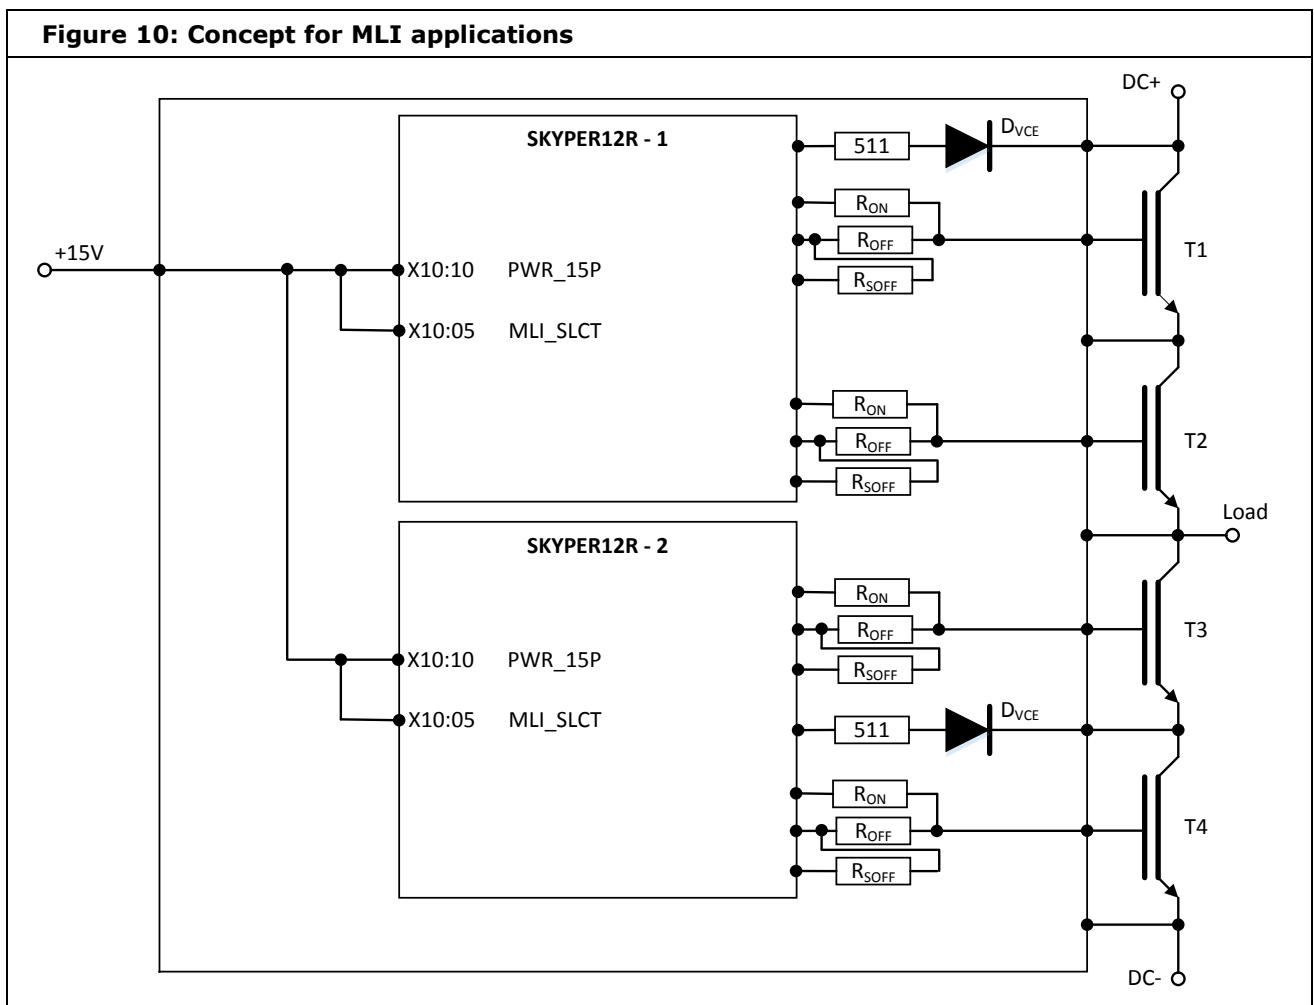 Figure 10: Concept for MLI applications
DC+
SKYPER12R - 1
511
DVCE
RON
ROFF
RSOFF
T1
+15V
X10:10 PWR_15P
X10:05 MLI_SLCT
RON
ROFF
RSOFF
T2
Load
SKYPER12R - 2
RON
ROFF
RSOFF
T3
X10:10 PWR_15P
X10:05 MLI_SLCT
511
DVCE
RON
ROFF
RSOFF
T4
DC-